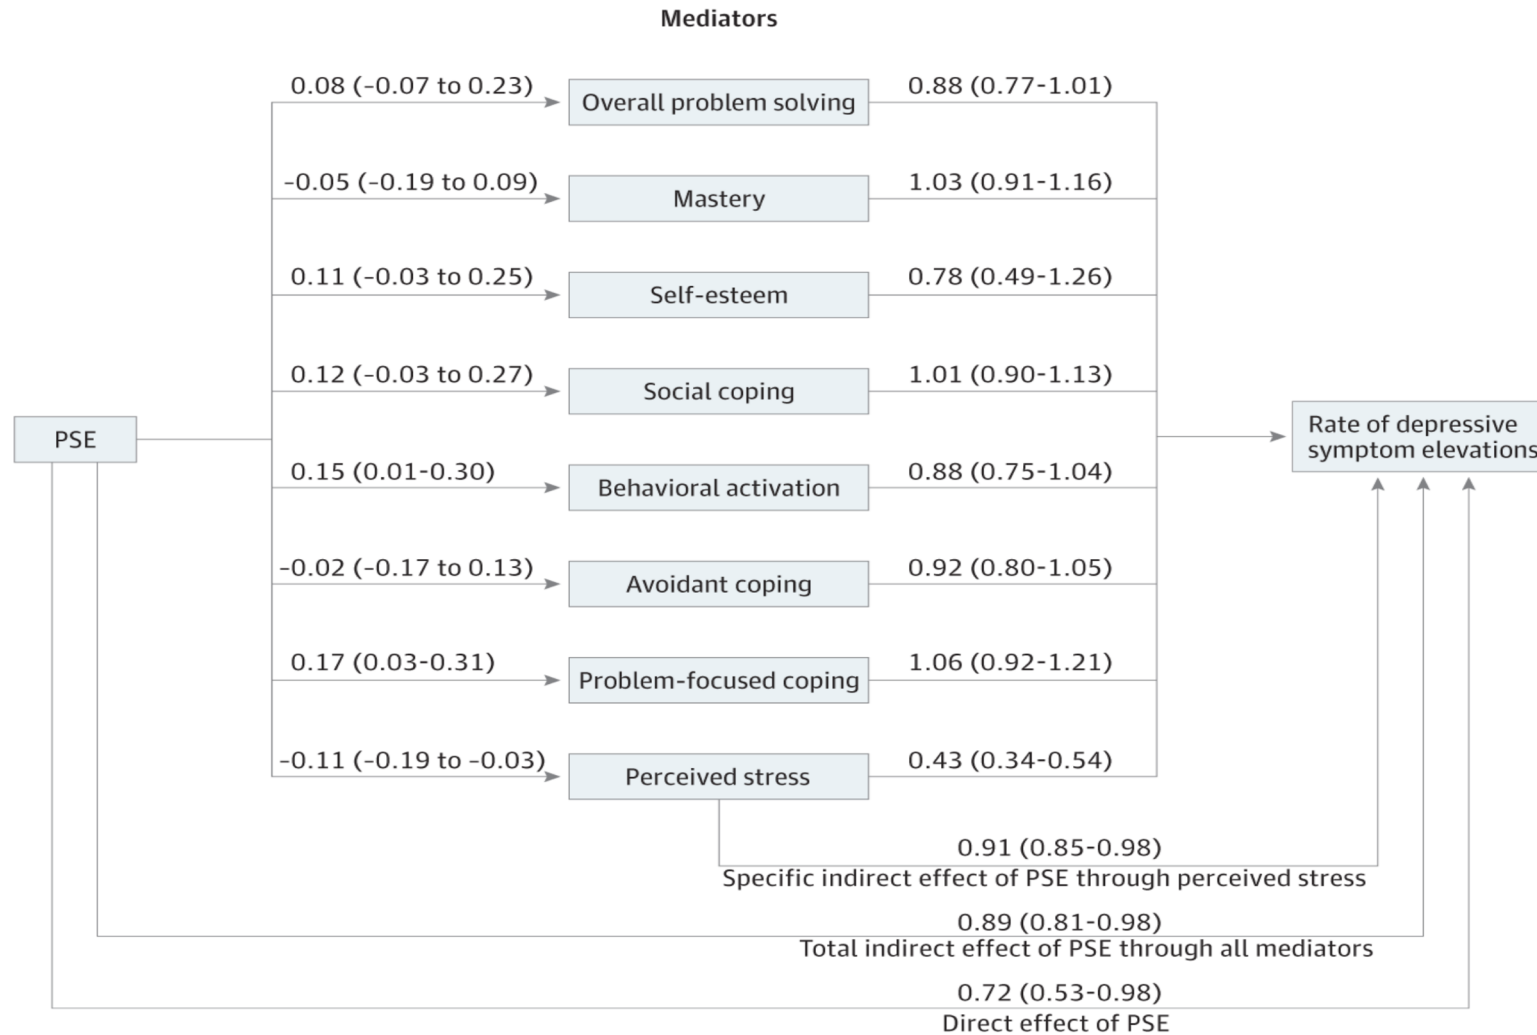 Mediators
0.08 (-0.07 to 0.23)
Overall problem solving
0.88 (0.77-1.01)
-0.05 (-0.19 to 0.09)
Mastery
1.03 (0.91-1.16)
0.11 (-0.03 to 0.25)
Self-esteem
0.78 (0.49-1.26)
0.12 (-0.03 to 0.27)
Social coping
1.01 (0.90-1.13)
PSE
Rate of depressive
symptom elevations
0.15 (0.01-0.30)
Behavioral activation
0.88 (0.75-1.04)
-0.02 (-0.17 to 0.13)
Avoidant coping
0.92 (0.80-1.05)
0.17 (0.03-0.31)
Problem-focused coping
1.06 (0.92-1.21)
-0.11 (-0.19 to -0.03)
Perceived stress
0.43 (0.34-0.54)
0.91 (0.85-0.98)
Specific indirect effect of PSE through perceived stress
0.89 (0.81-0.98)
Total indirect effect of PSE through all mediators
0.72 (0.53-0.98)
Direct effect of PSE